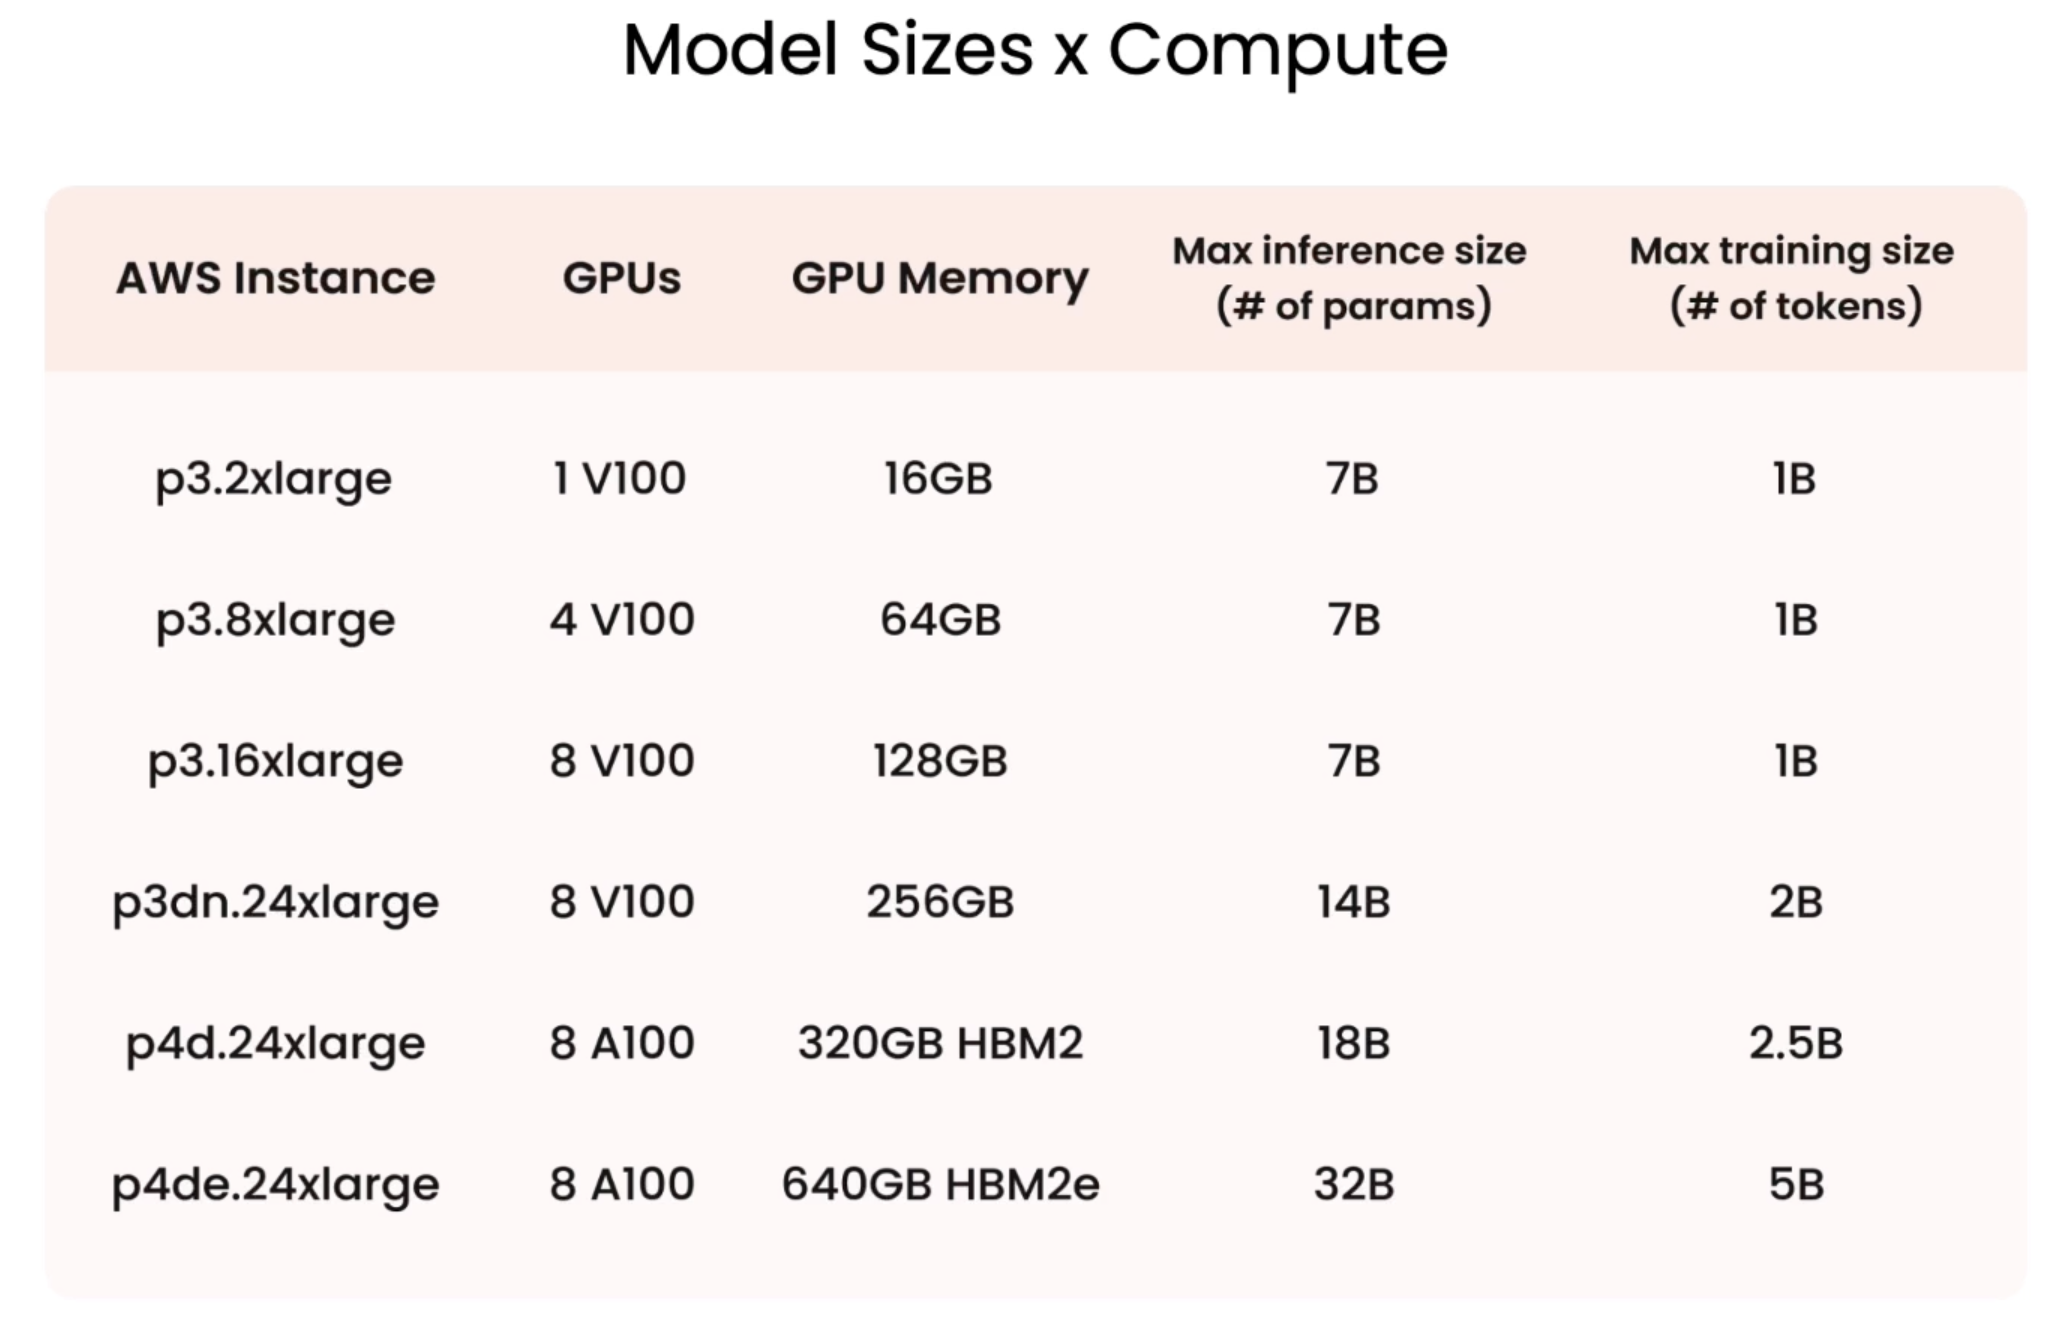 Model Sizes x Compute
AWS Instance GPUs GPU Memory Max inference size (# of params) Max training size (# of tokens)
p3.2xlarge 1 V100 16GB 7B 1B
p3.8xlarge 4 V100 64GB 7B 1B
p3.16xlarge 8 V100 128GB 7B 1B
p3dn.24xlarge 8 V100 256GB 14B 2B
p4d.24xlarge 8 A100 320GB HBM2 18B 2.5B
p4de.24xlarge 8 A100 640GB HBM2e 32B 5B